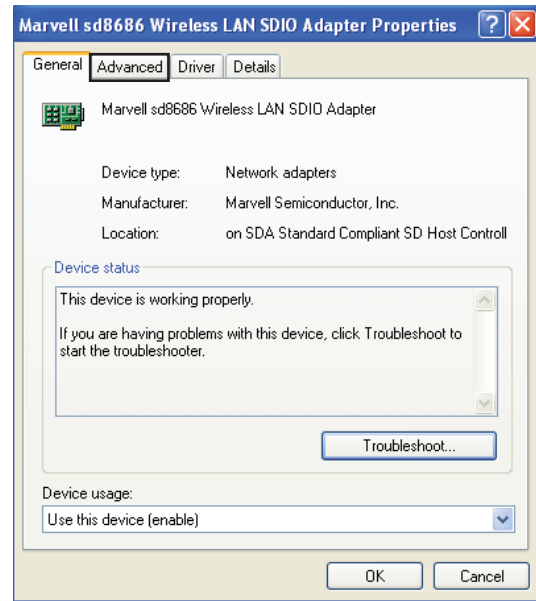 Marvell sd8686 Wireless LAN SDIO Adapter Properties
General Advanced Driver Details
Marvell sd8686 Wireless LAN SDIO Adapter
Device type: Network adapters
Manufacturer: Marvell Semiconductor, Inc.
Location: on SDA Standard Compliant SD Host Controll
Device status
This device is working properly.
If you are having problems with this device, click Troubleshoot to
start the troubleshooter.
Troubleshoot...
Device usage:
Use this device (enable)
OK Cancel